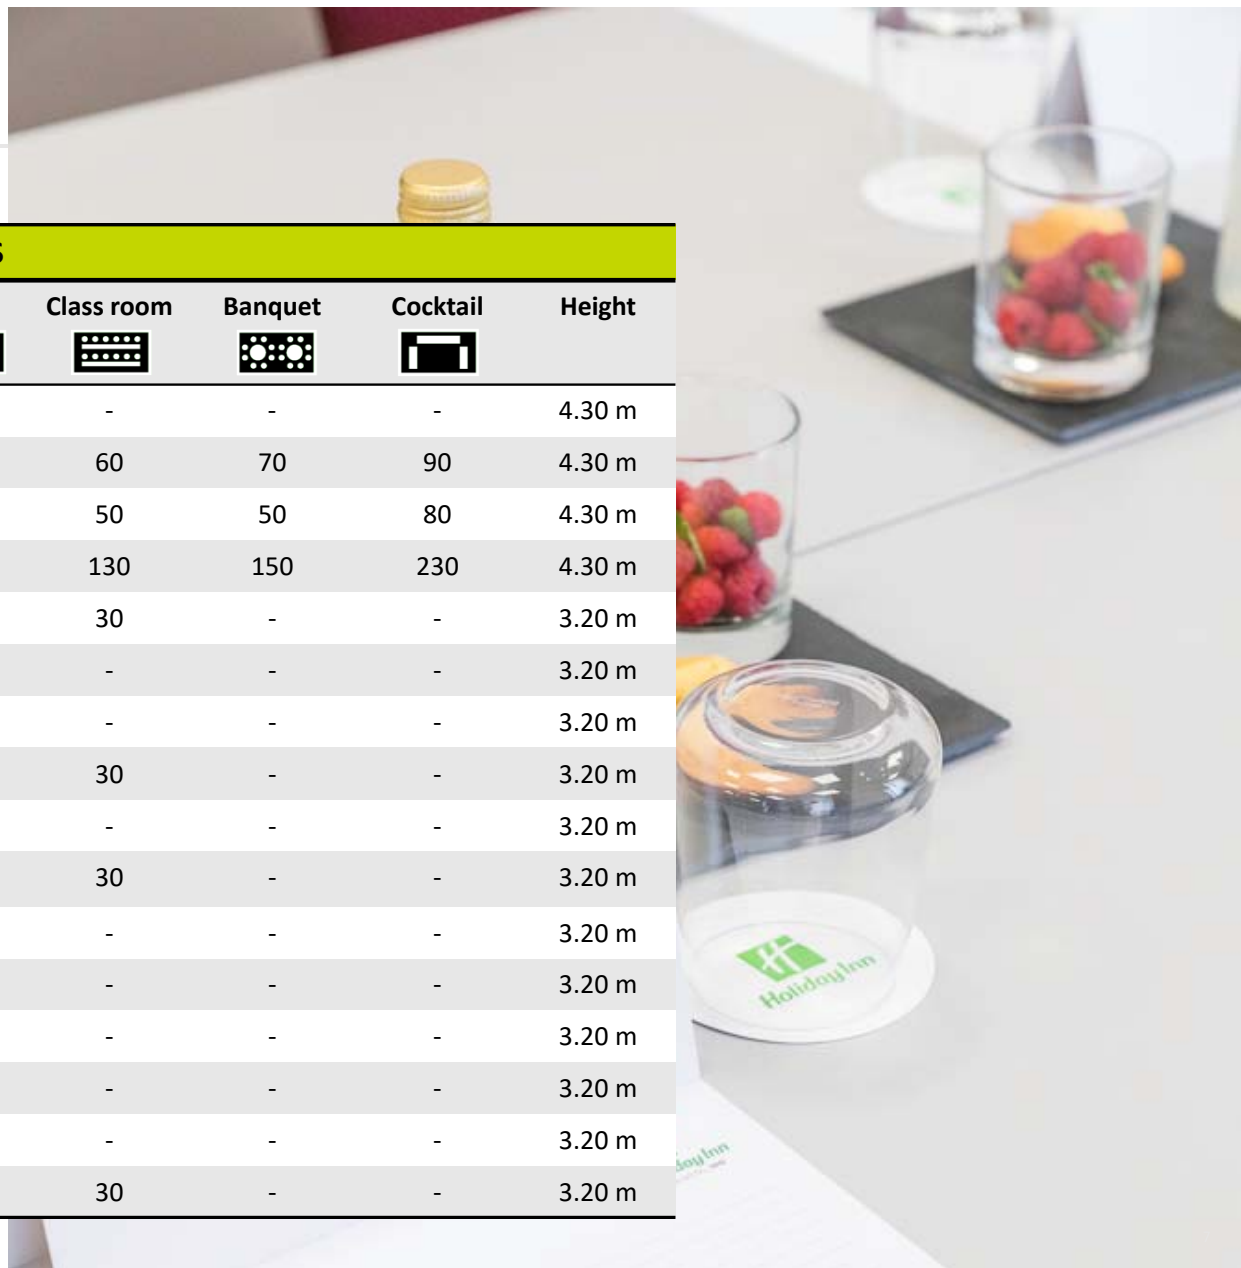 S
Class room Banquet Cocktail Height
- - - 4.30 m
60 70 90 4.30 m
50 50 80 4.30 m
130 150 230 4.30 m
30 - - 3.20 m
- - - 3.20 m
- - - 3.20 m
30 - - 3.20 m
- - - 3.20 m
30 - - 3.20 m
- - - 3.20 m
- - - 3.20 m
- - - 3.20 m
- - - 3.20 m
- - - 3.20 m
30 - - 3.20 m
Holiday Inn
day Inn